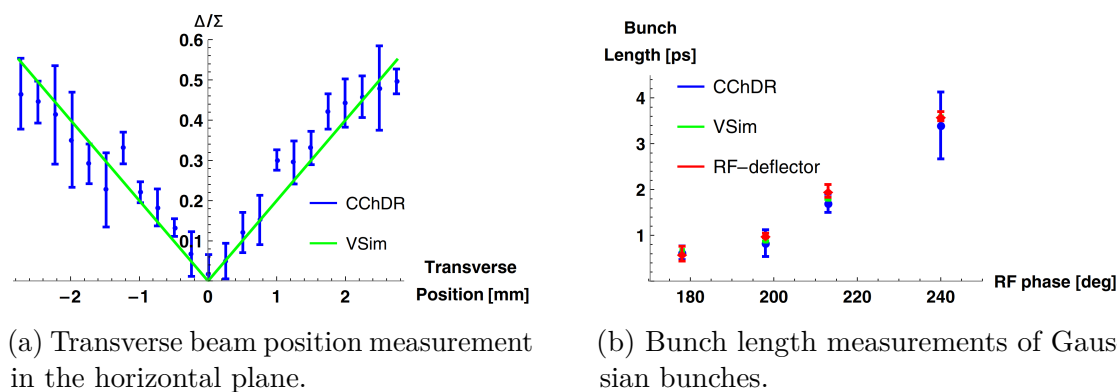 Δ/Σ
0.6
0.5
0.4
0.3
0.2
0.1
CChDR
VSim
Transverse
Position [mm]
−2 −1 0 1 2
(a) Transverse beam position measurement
in the horizontal plane.
Bunch
Length [ps]
4
3
2
1
CChDR
VSim
RF−deflector
RF phase [deg]
180 200 220 240
(b) Bunch length measurements of Gaus
sian bunches.